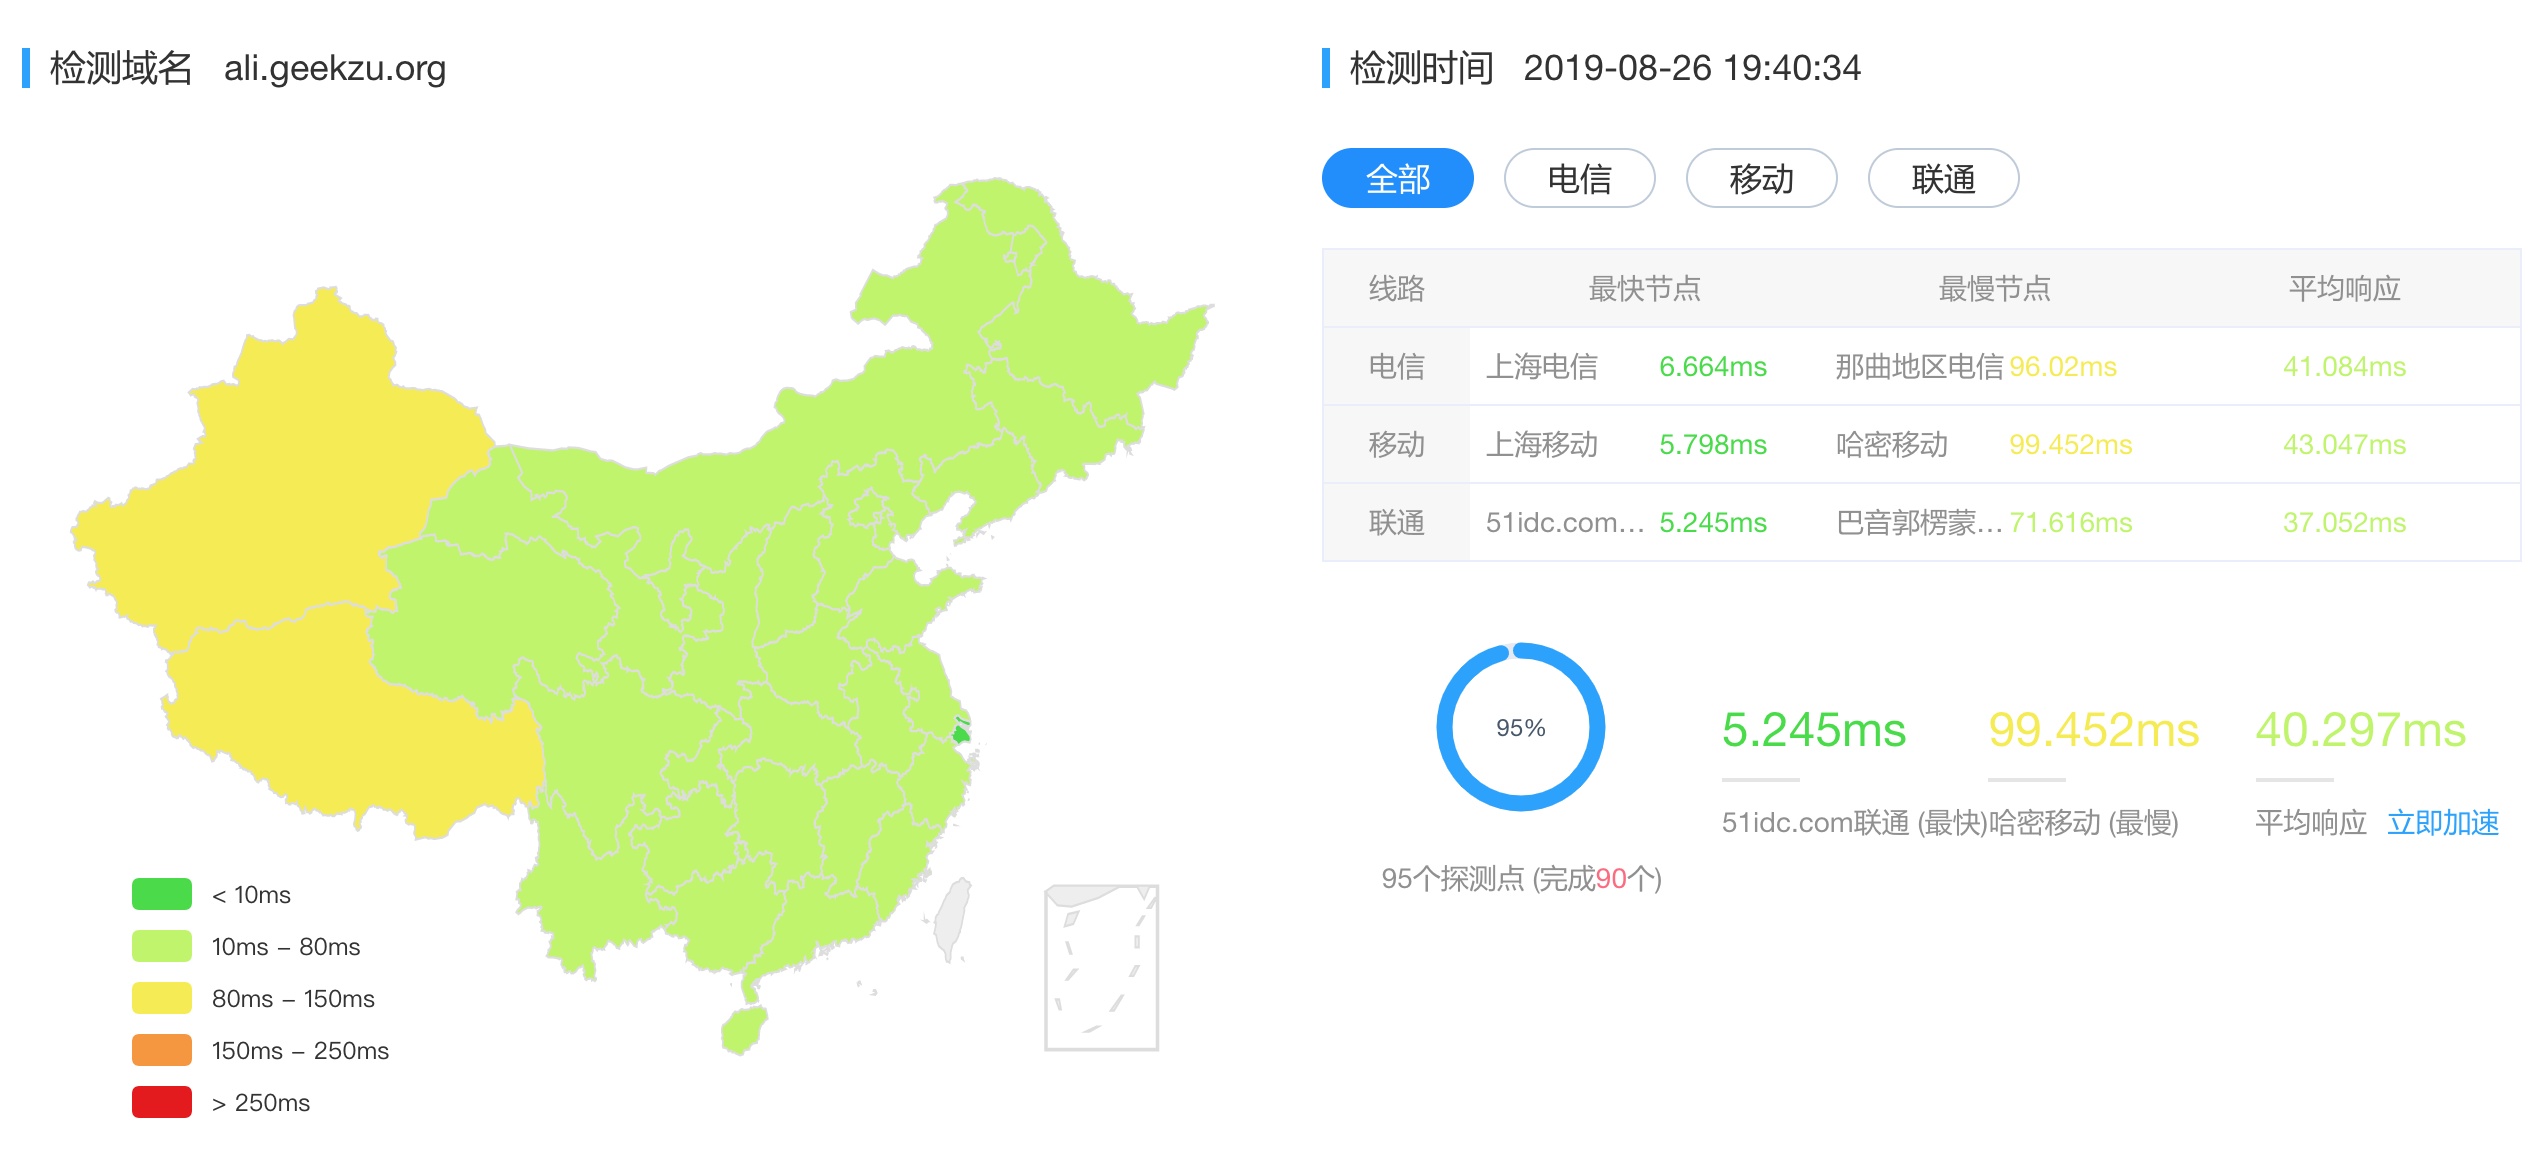 检测域名 ali.geekzu.org
< 10ms
10ms – 80ms
80ms – 150ms
150ms – 250ms
> 250ms
检测时间 2019-08-26 19:40:34
全部 电信 移动 联通
线路 最快节点 最慢节点 平均响应
电信 上海电信 6.664ms 那曲地区电信 96.02ms 41.084ms
移动 上海移动 5.798ms 哈密移动 99.452ms 43.047ms
联通 51idc.com... 5.245ms 巴音郭楞蒙... 71.616ms 37.052ms
95%
95个探测点 (完成90个)
5.245ms 99.452ms 40.297ms
51idc.com联通 (最快) 哈密移动 (最慢) 平均响应 立即加速